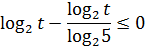 log₂ t − log₂ t / log₂ 5 ≤ 0